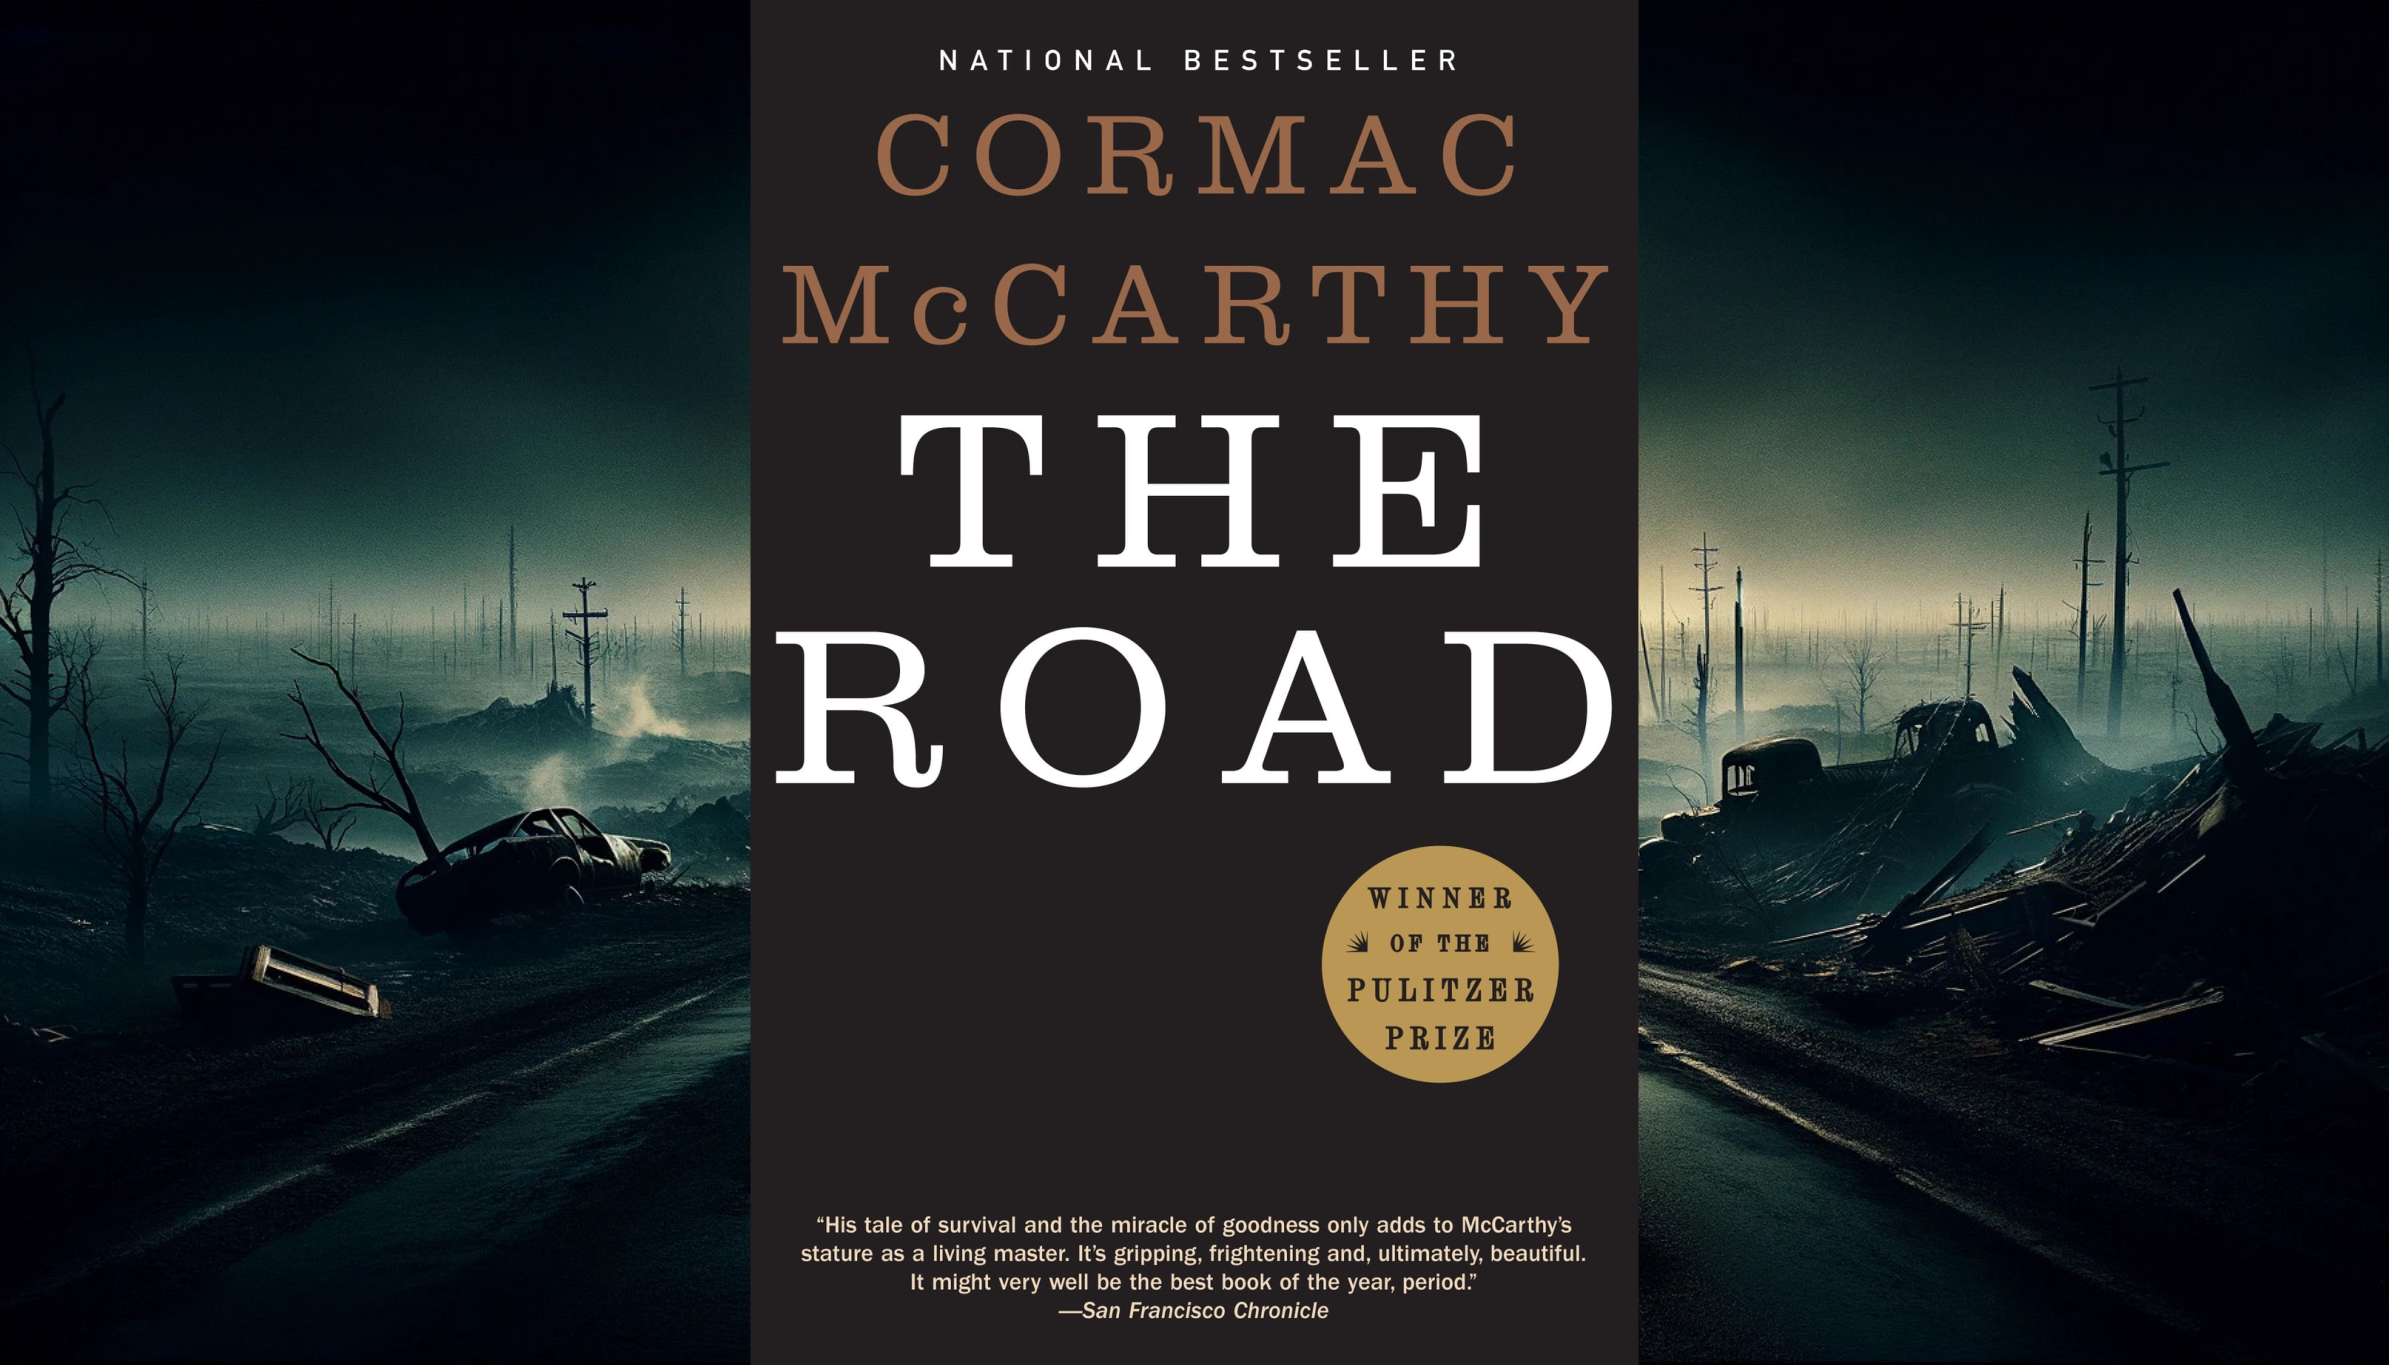 NATIONAL BESTSELLER
CORMAC
McCARTHY
THE
ROAD
WINNER
OF THE
PULITZER
PRIZE
“His tale of survival and the miracle of goodness only adds to McCarthy’s
stature as a living master. It’s gripping, frightening and, ultimately, beautiful.
It might very well be the best book of the year, period.”
—San Francisco Chronicle